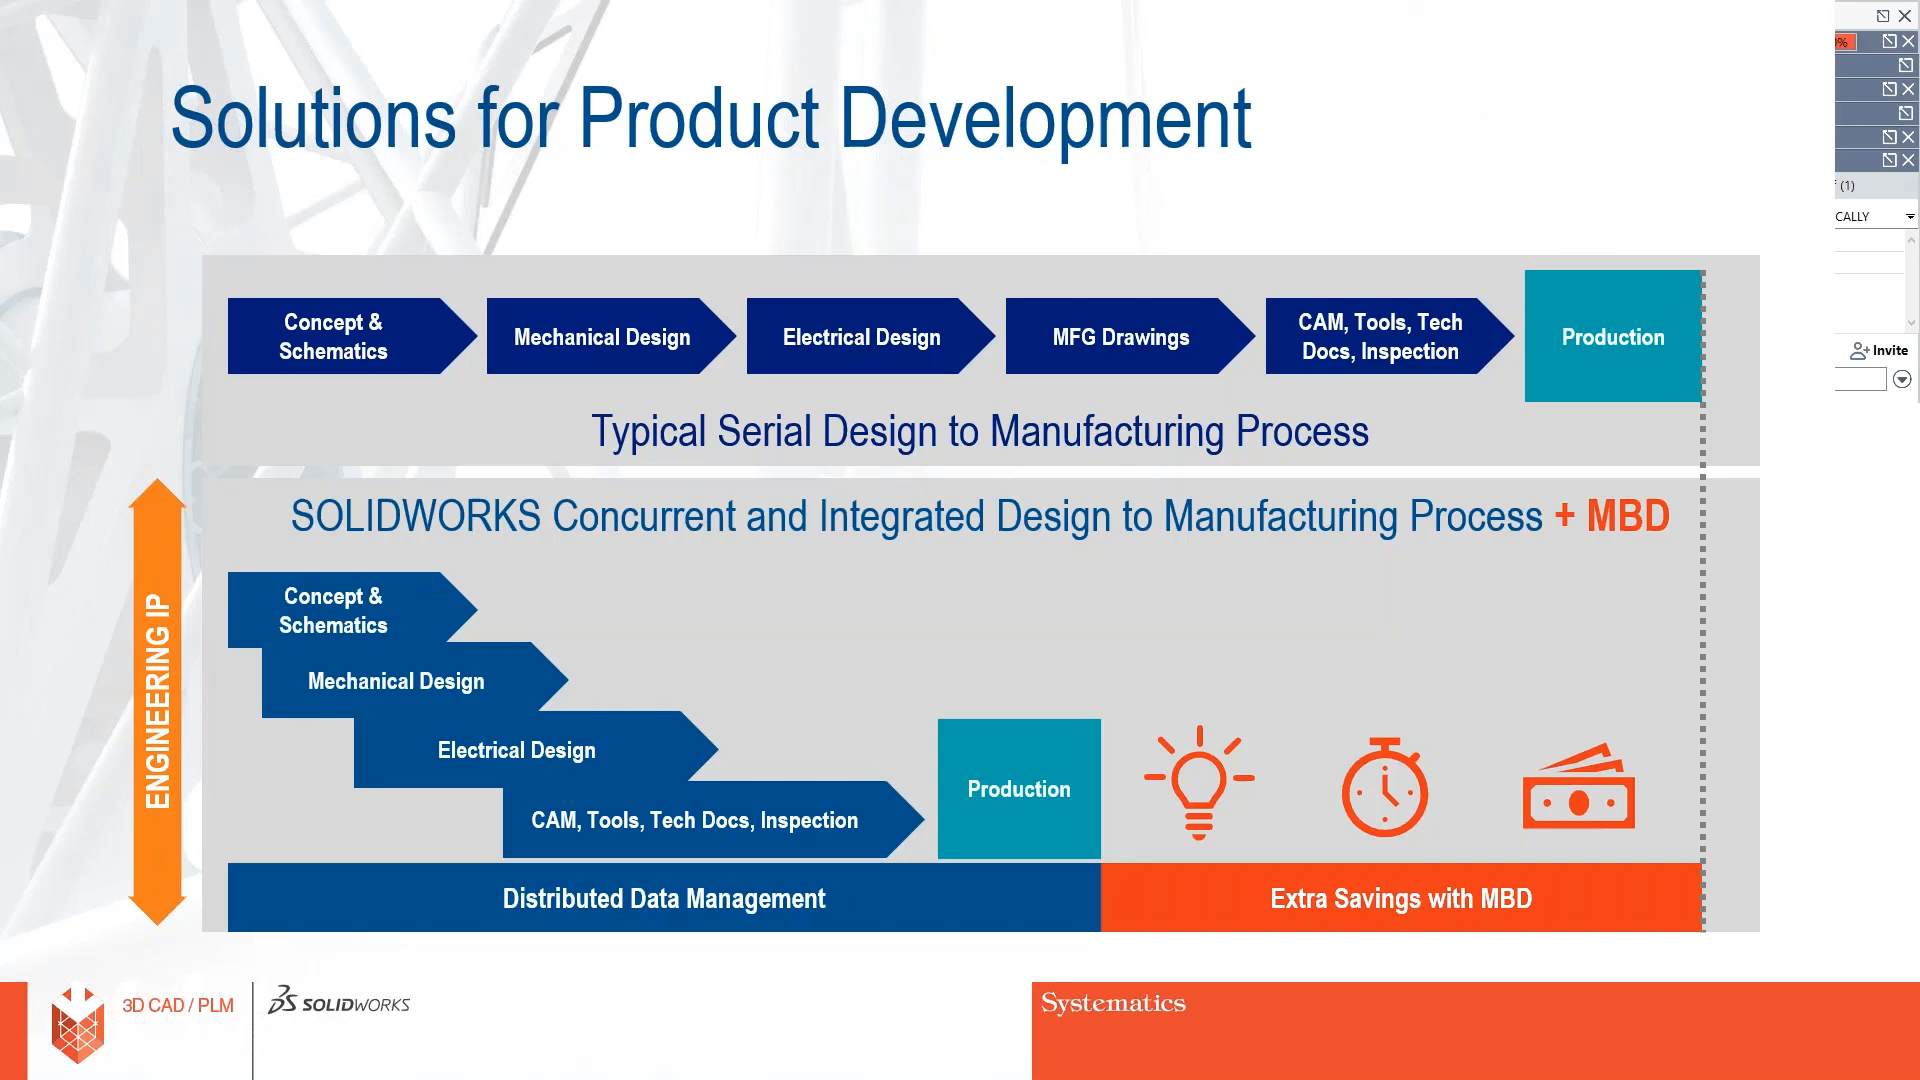 Solutions for Product Development
Concept &
Schematics
Mechanical Design
Electrical Design
MFG Drawings
CAM, Tools, Tech
Docs, Inspection
Production
Typical Serial Design to Manufacturing Process
SOLIDWORKS Concurrent and Integrated Design to Manufacturing Process + MBD
ENGINEERING IP
Concept &
Schematics
Mechanical Design
Electrical Design
CAM, Tools, Tech Docs, Inspection
Production
Distributed Data Management
Extra Savings with MBD
3D CAD / PLM
SOLIDWORKS
Systematics
%
(1)
CALLY
Invite